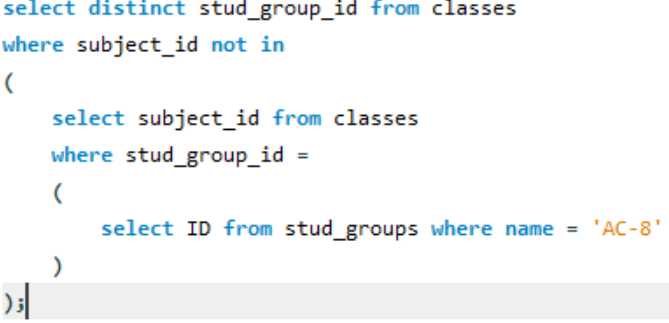 select distinct stud_group_id from classes
where subject_id not in
(
select subject_id from classes
where stud_group_id =
(
select ID from stud_groups where name = 'AC-8'
)
);